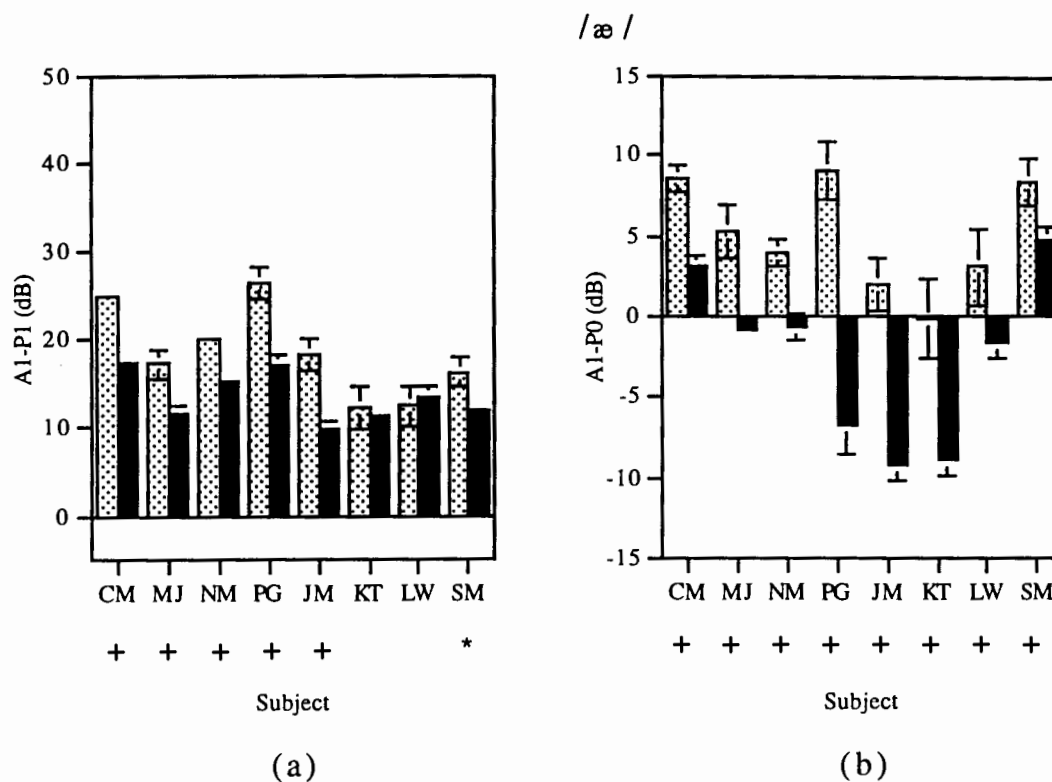 /æ /
50
40
30
20
10
0
A1-P1 (dB)
CM MJ NM PG JM KT LW SM
+ + + + + *
Subject
(a)
15
10
5
0
-5
-10
-15
A1-P0 (dB)
CM MJ NM PG JM KT LW SM
+ + + + + + + +
Subject
(b)